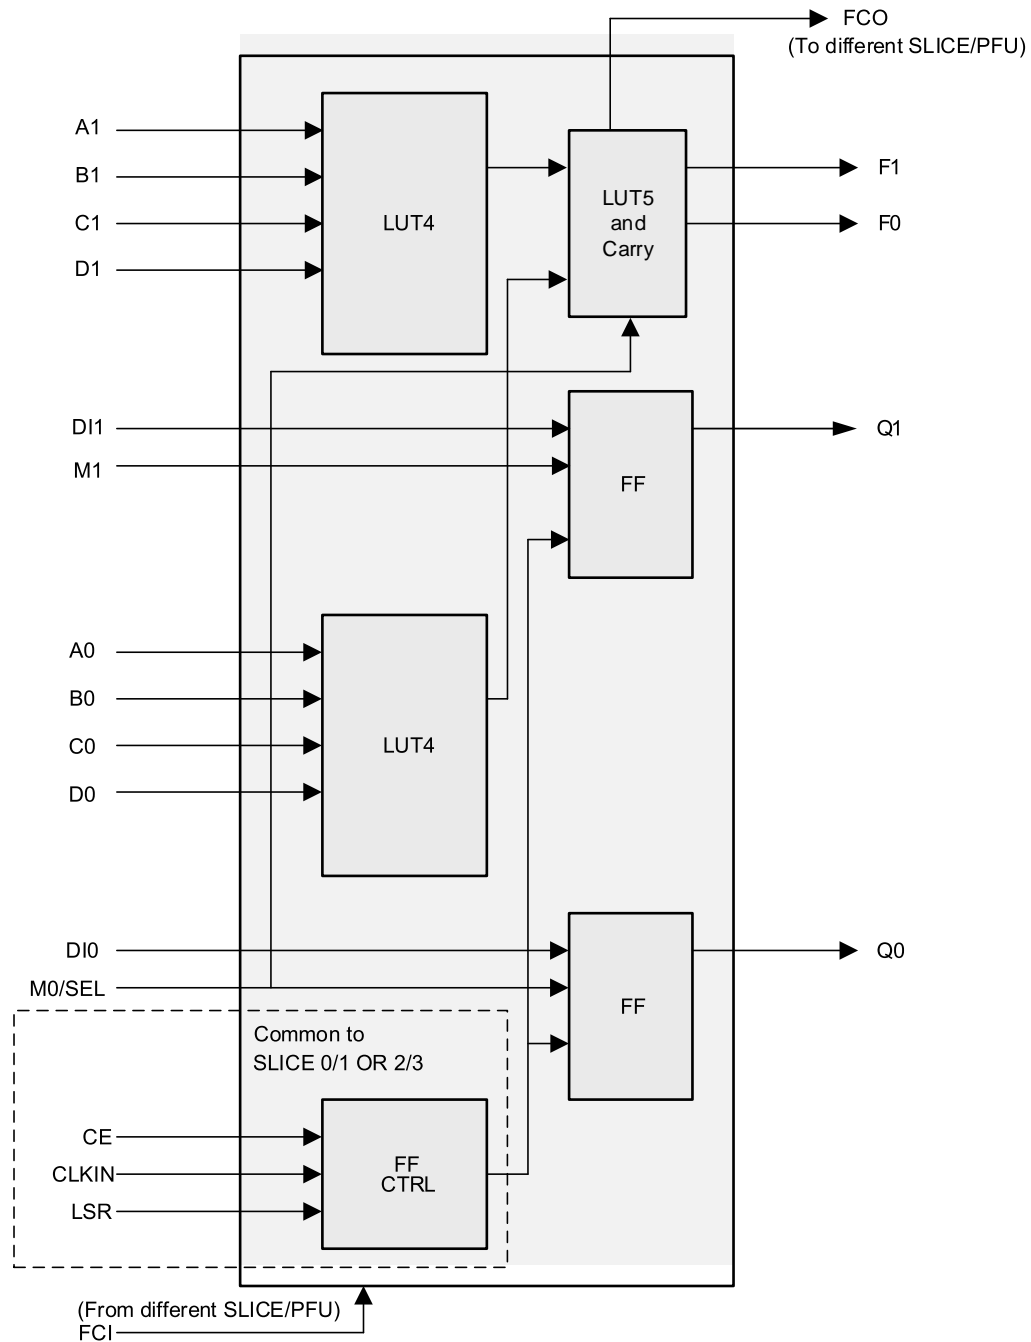 FCO
(To different SLICE/PFU)
A1
B1
C1
D1
LUT4
LUT5
and
Carry
F1
F0
DI1
M1
FF
Q1
A0
B0
C0
D0
LUT4
DI0
M0/SEL
FF
Q0
Common to
SLICE 0/1 OR 2/3
CE
CLKIN
LSR
FF
CTRL
(From different SLICE/PFU)
FCI